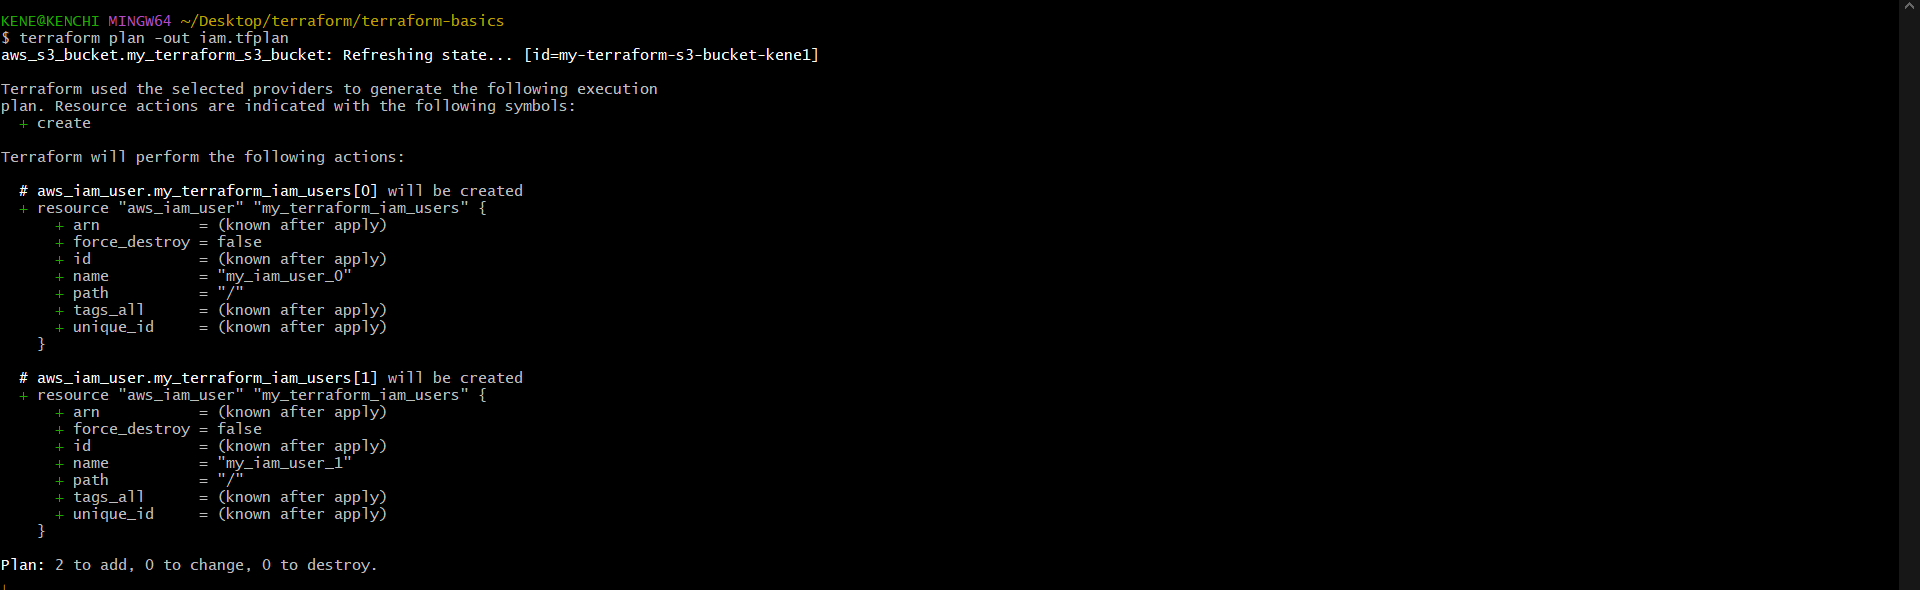 KENE@KENCHI MINGW64 ~/Desktop/terraform/terraform-basics
$ terraform plan -out iam.tfplan
aws_s3_bucket.my_terraform_s3_bucket: Refreshing state... [id=my-terraform-s3-bucket-kene1]

Terraform used the selected providers to generate the following execution
plan. Resource actions are indicated with the following symbols:
  + create

Terraform will perform the following actions:

  # aws_iam_user.my_terraform_iam_users[0] will be created
  + resource "aws_iam_user" "my_terraform_iam_users" {
      + arn           = (known after apply)
      + force_destroy = false
      + id            = (known after apply)
      + name          = "my_iam_user_0"
      + path          = "/"
      + tags_all      = (known after apply)
      + unique_id     = (known after apply)
    }

  # aws_iam_user.my_terraform_iam_users[1] will be created
  + resource "aws_iam_user" "my_terraform_iam_users" {
      + arn           = (known after apply)
      + force_destroy = false
      + id            = (known after apply)
      + name          = "my_iam_user_1"
      + path          = "/"
      + tags_all      = (known after apply)
      + unique_id     = (known after apply)
    }

Plan: 2 to add, 0 to change, 0 to destroy.